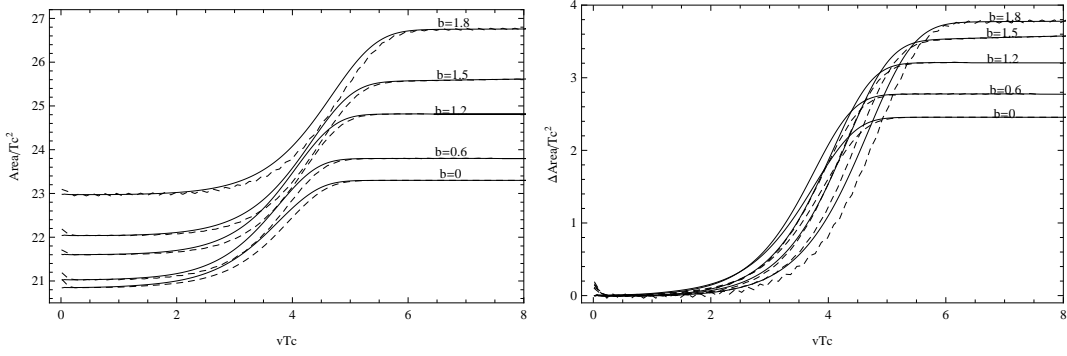 27
26
25
24
23
22
21
Area/Tc²
b=1.8
b=1.5
b=1.2
b=0.6
b=0
0 2 4 6 8
vTc
4
3
2
1
0
Δ Area/Tc²
b=1.8
b=1.5
b=1.2
b=0.6
b=0
0 2 4 6 8
vTc